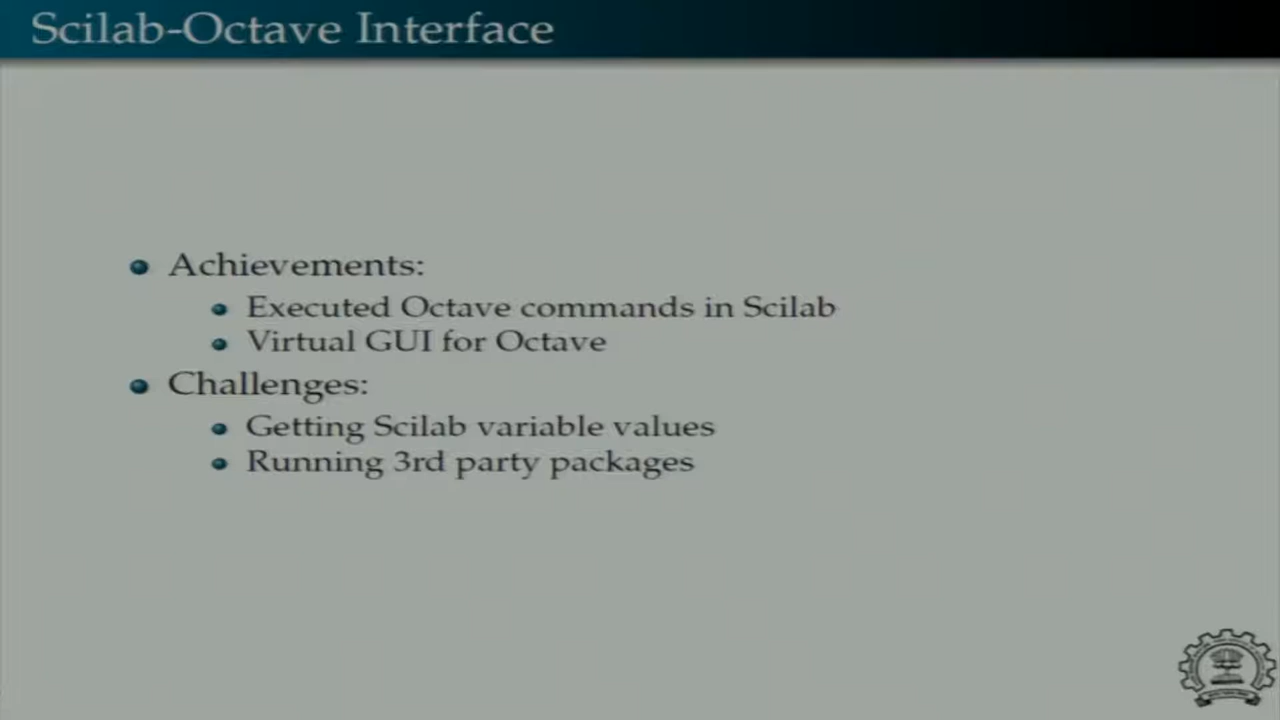 Scilab-Octave Interface
Achievements:
Executed Octave commands in Scilab
Virtual GUI for Octave
Challenges:
Getting Scilab variable values
Running 3rd party packages